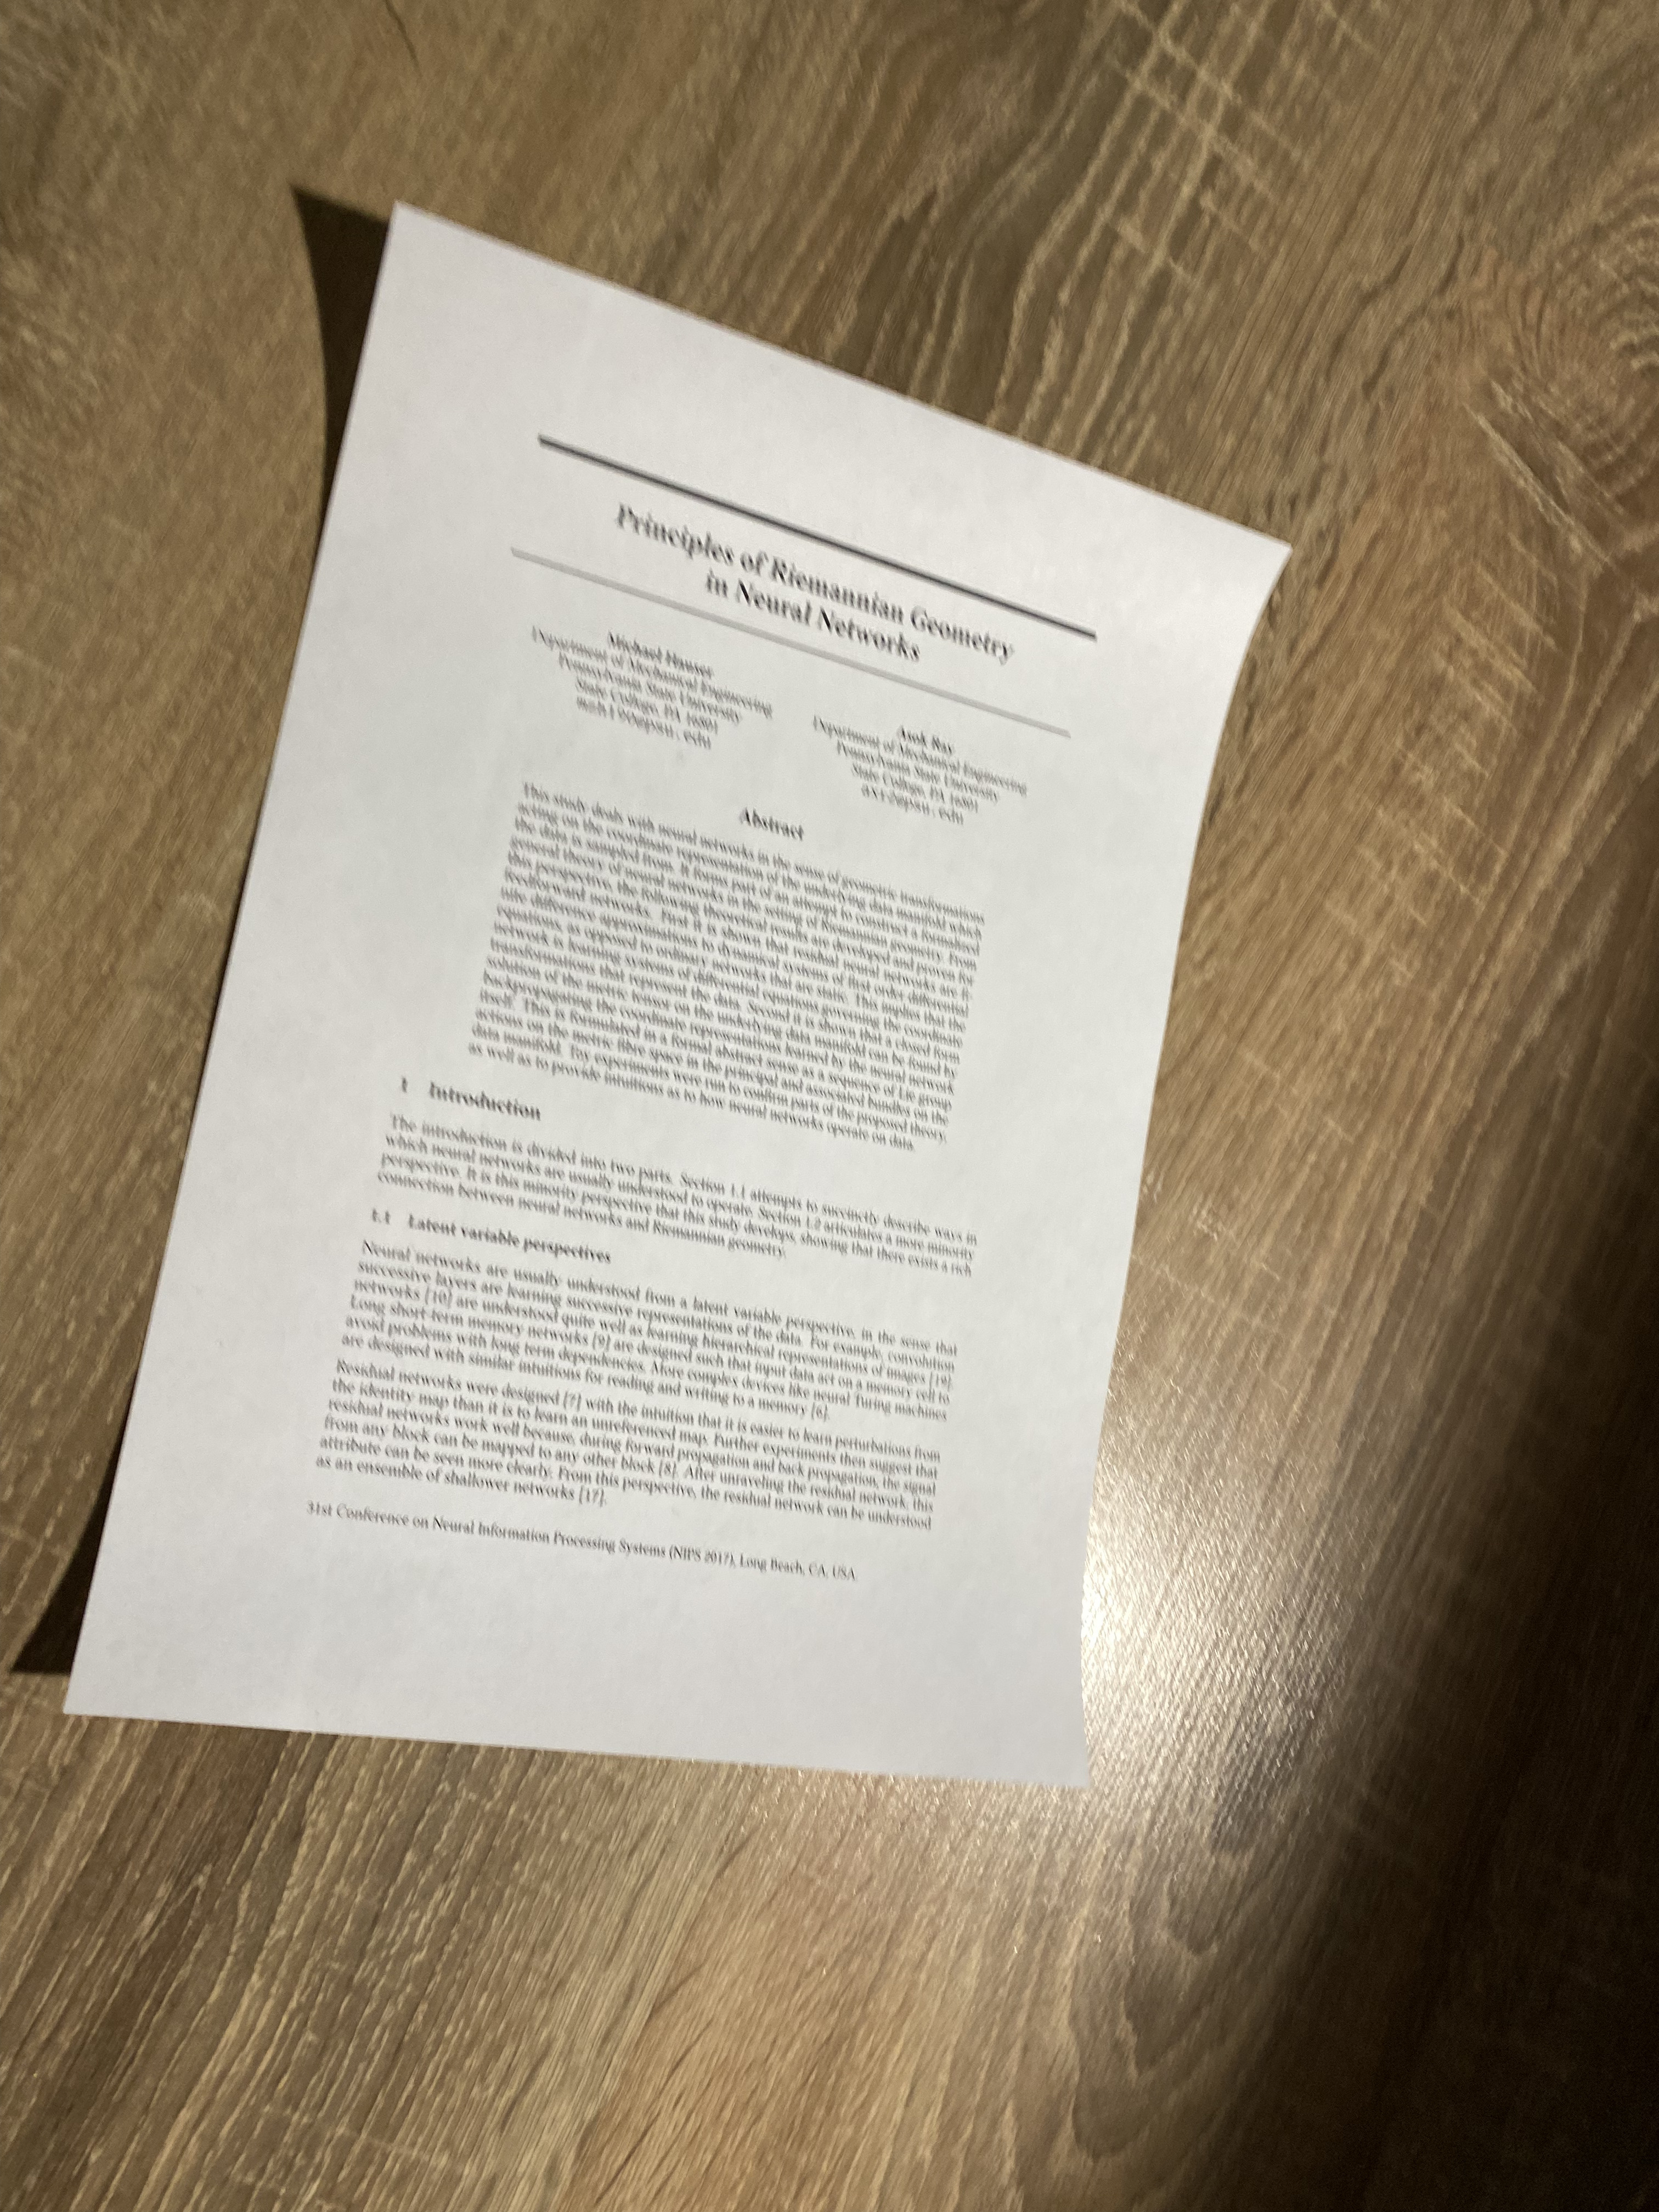 Principles of Riemannian Geometry
in Neural Networks
Michael Hauser
Department of Mechanical Engineering
Pennsylvania State University
State College, PA 16801
Asok Ray
Department of Mechanical Engineering
Pennsylvania State University
State College, PA 16801
Abstract
This study deals with neural networks in the sense of geometric transformations
acting on the coordinate representation of the underlying data manifold which
the data is sampled from. It forms part of an attempt to construct a formalized
general theory of neural networks in the setting of Riemannian geometry. From
this perspective, the following theoretical results are developed and proven for
feedforward networks. First it is shown that residual neural networks are fi-
nite difference approximations to dynamical systems of first order differential
equations, as opposed to ordinary networks that are static. This implies that the
network is learning systems of differential equations governing the coordinate
transformations that represent the data. Second it is shown that a closed form
solution of the metric tensor on the underlying data manifold can be found by
backpropagating the coordinate representations learned by the neural network
itself. This is formulated in a formal abstract sense as a sequence of Lie group
actions on the metric fibre space in the principal and associated bundles on the
data manifold. Toy experiments were run to confirm parts of the proposed theory,
as well as to provide intuitions as to how neural networks operate on data.
1 Introduction
The introduction is divided into two parts. Section 1.1 attempts to succinctly describe ways in
which neural networks are usually understood to operate. Section 1.2 articulates a more minority
perspective. It is this minority perspective that this study develops, showing that there exists a rich
connection between neural networks and Riemannian geometry.
1.1 Latent variable perspectives
Neural networks are usually understood from a latent variable perspective, in the sense that
successive layers are learning successive representations of the data. For example, convolution
networks [10] are understood quite well as learning hierarchical representations of images [19].
Long short-term memory networks [9] are designed such that input data act on a memory cell to
avoid problems with long term dependencies. More complex devices like neural Turing machines
are designed with similar intuitions for reading and writing to a memory [6].
Residual networks were designed [7] with the intuition that it is easier to learn perturbations from
the identity map than it is to learn an unreferenced map. Further experiments then suggest that
residual networks work well because, during forward propagation and back propagation, the signal
from any block can be mapped to any other block [8]. After unraveling the residual network, this
attribute can be seen more clearly. From this perspective, the residual network can be understood
as an ensemble of shallower networks [17].
31st Conference on Neural Information Processing Systems (NIPS 2017), Long Beach, CA, USA.